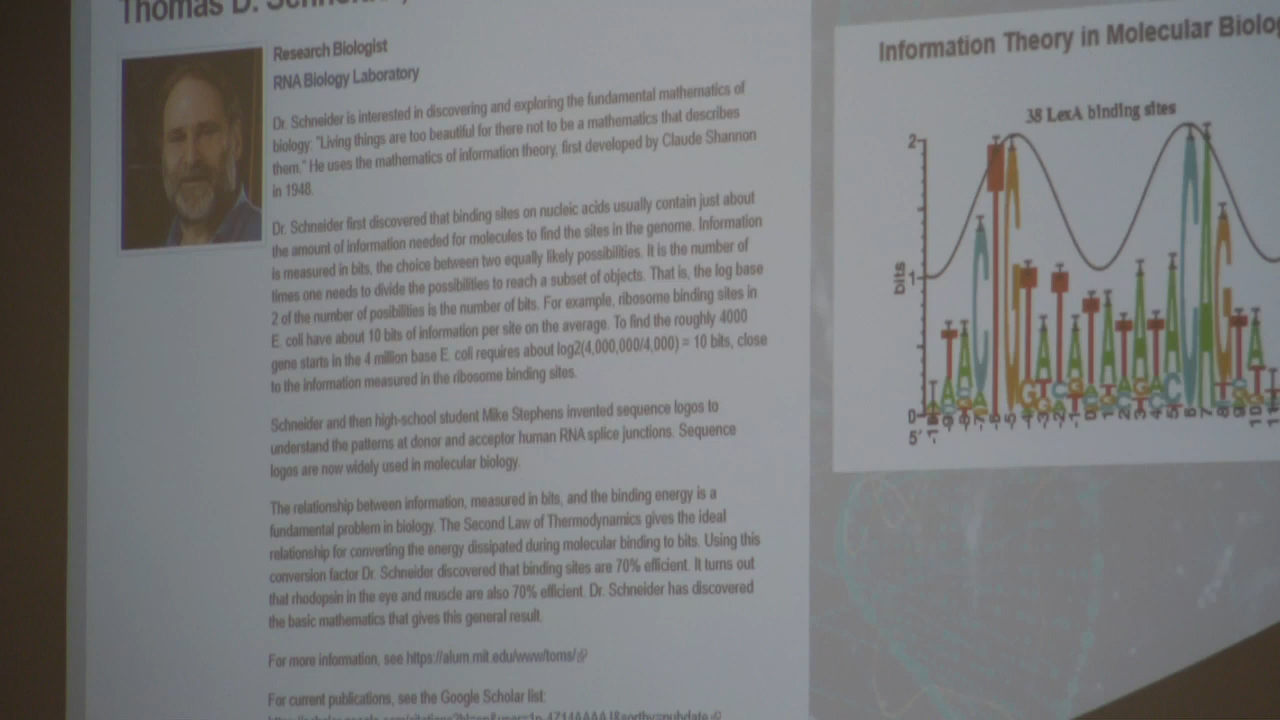 Thomas D.
Research Biologist
RNA Biology Laboratory
Dr. Schneider is interested in discovering and exploring the fundamental mathematics of
biology: "Living things are too beautiful for there not to be a mathematics that describes
them." He uses the mathematics of information theory, first developed by Claude Shannon
in 1948.
Dr. Schneider first discovered that binding sites on nucleic acids usually contain just about
the amount of information needed for molecules to find the sites in the genome. Information
is measured in bits, the choice between two equally likely possibilities. It is the number of
times one needs to divide the possibilities to reach a subset of objects. That is, the log base
2 of the number of posibilities is the number of bits. For example, ribosome binding sites in
E. coli have about 10 bits of information per site on the average. To find the roughly 4000
gene starts in the 4 million base E. coli requires about log2(4,000,000/4,000) = 10 bits, close
to the information measured in the ribosome binding sites.
Schneider and then high-school student Mike Stephens invented sequence logos to
understand the patterns at donor and acceptor human RNA splice junctions. Sequence
logos are now widely used in molecular biology.
The relationship between information, measured in bits, and the binding energy is a
fundamental problem in biology. The Second Law of Thermodynamics gives the ideal
relationship for converting the energy dissipated during molecular binding to bits. Using this
conversion factor Dr. Schneider discovered that binding sites are 70% efficient. It turns out
that rhodopsin in the eye and muscle are also 70% efficient. Dr. Schneider has discovered
the basic mathematics that gives this general result.
For more information, see https://alum.mit.edu/www/toms/
For current publications, see the Google Scholar list:
Information Theory in Molecular Biolog
38 LexA binding sites
2
bits
1
0
5'